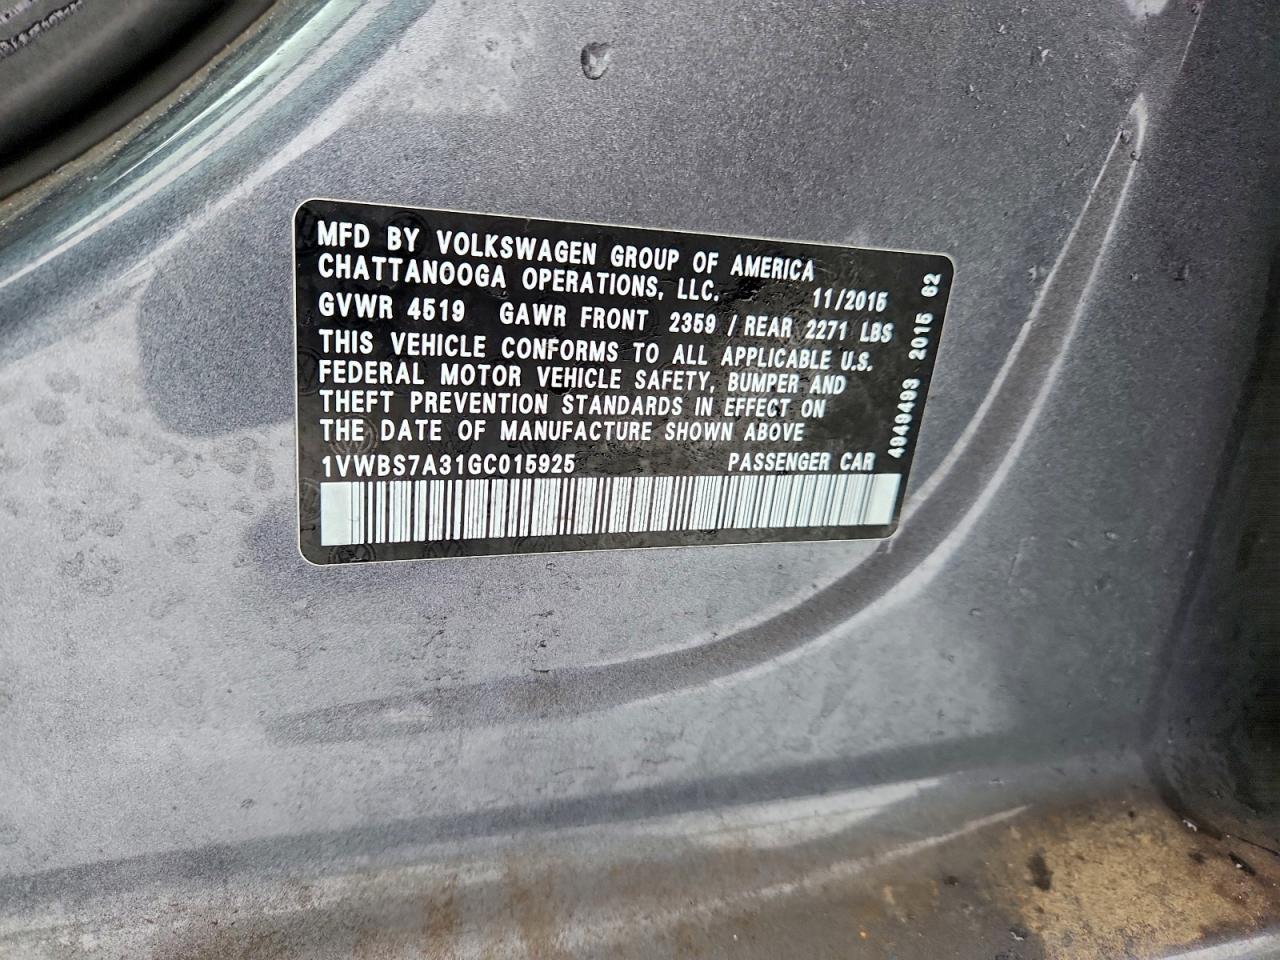 MFD BY VOLKSWAGEN GROUP OF AMERICA
CHATTANOOGA OPERATIONS, LLC. 11/2015
GVWR 4519 GAWR FRONT 2359 / REAR 2271 LBS
THIS VEHICLE CONFORMS TO ALL APPLICABLE U.S.
FEDERAL MOTOR VEHICLE SAFETY, BUMPER AND
THEFT PREVENTION STANDARDS IN EFFECT ON
THE DATE OF MANUFACTURE SHOWN ABOVE
1VWBS7A31GC015925 PASSENGER CAR
4949493 2015 62